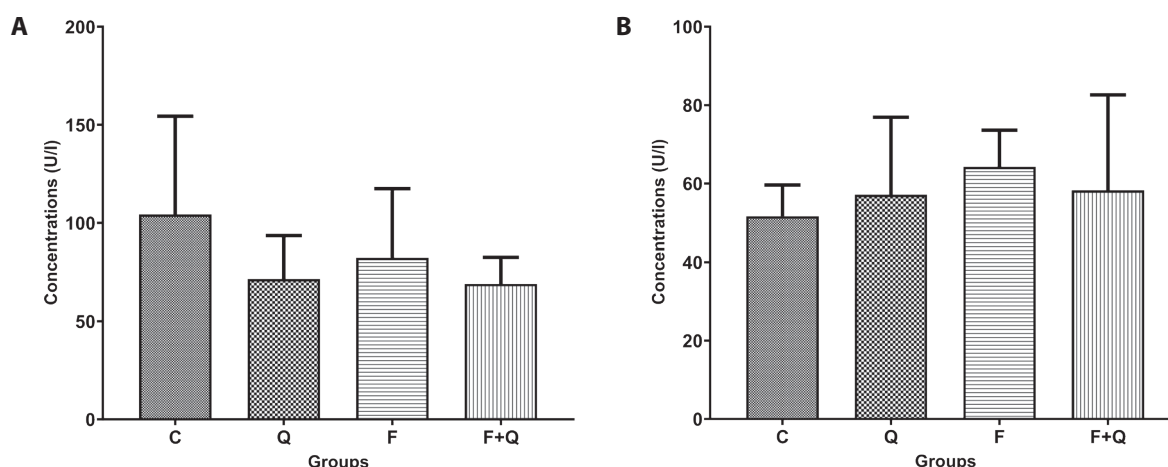 A
Concentrations (U/l)
200
150
100
50
0
C Q F F+Q
Groups
B
Concentrations (U/l)
100
80
60
40
20
0
C Q F F+Q
Groups